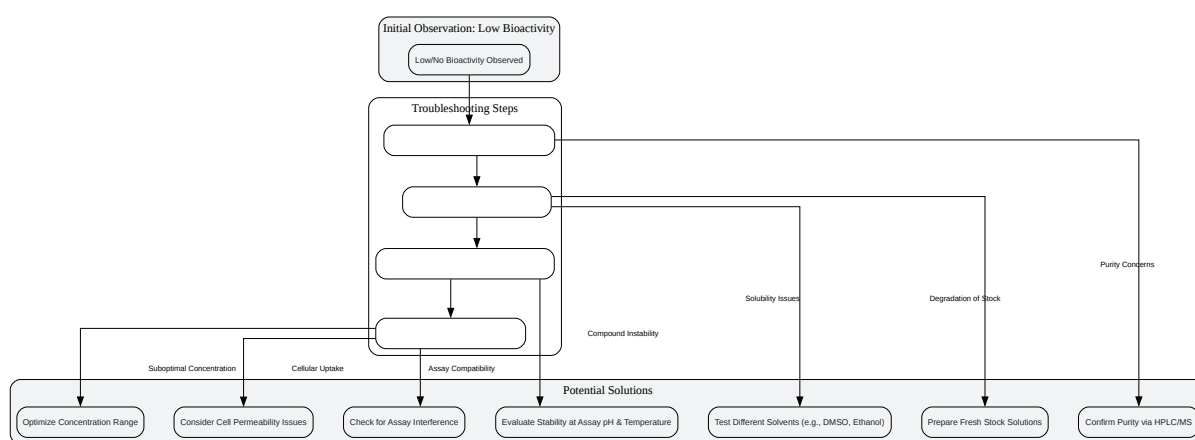 Initial Observation: Low Bioactivity
Low/No Bioactivity Observed
Troubleshooting Steps
Purity Concerns
Solubility Issues
Degradation of Stock
Compound Instability
Suboptimal Concentration
Cellular Uptake
Assay Compatibility
Potential Solutions
Optimize Concentration Range
Consider Cell Permeability Issues
Check for Assay Interference
Evaluate Stability at Assay pH & Temperature
Test Different Solvents (e.g., DMSO, Ethanol)
Prepare Fresh Stock Solutions
Confirm Purity via HPLC/MS